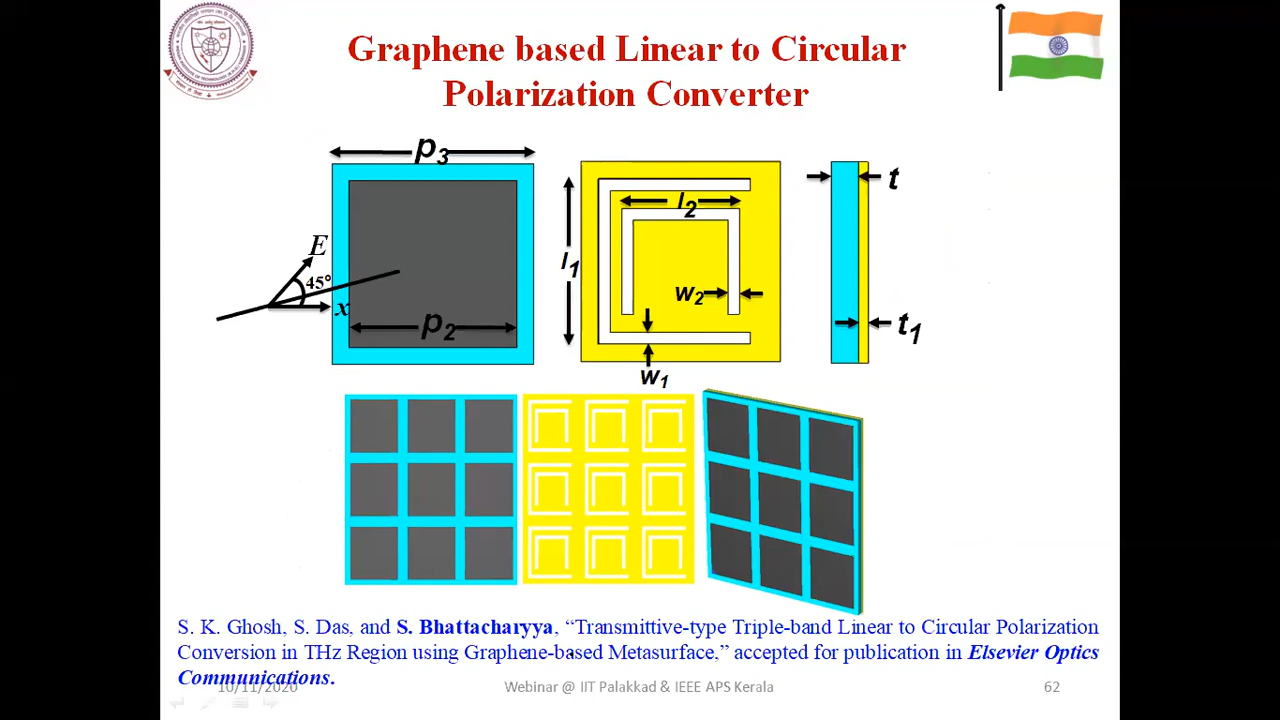 Graphene based Linear to Circular
Polarization Converter
p3
l2
t
E
45°
l1
x
w2
p2
t1
w1
S. K. Ghosh, S. Das, and S. Bhattacharyya, “Transmittive-type Triple-band Linear to Circular Polarization
Conversion in THz Region using Graphene-based Metasurface,” accepted for publication in Elsevier Optics
Communications.
10/11/2020
Webinar @ IIT Palakkad & IEEE APS Kerala
62